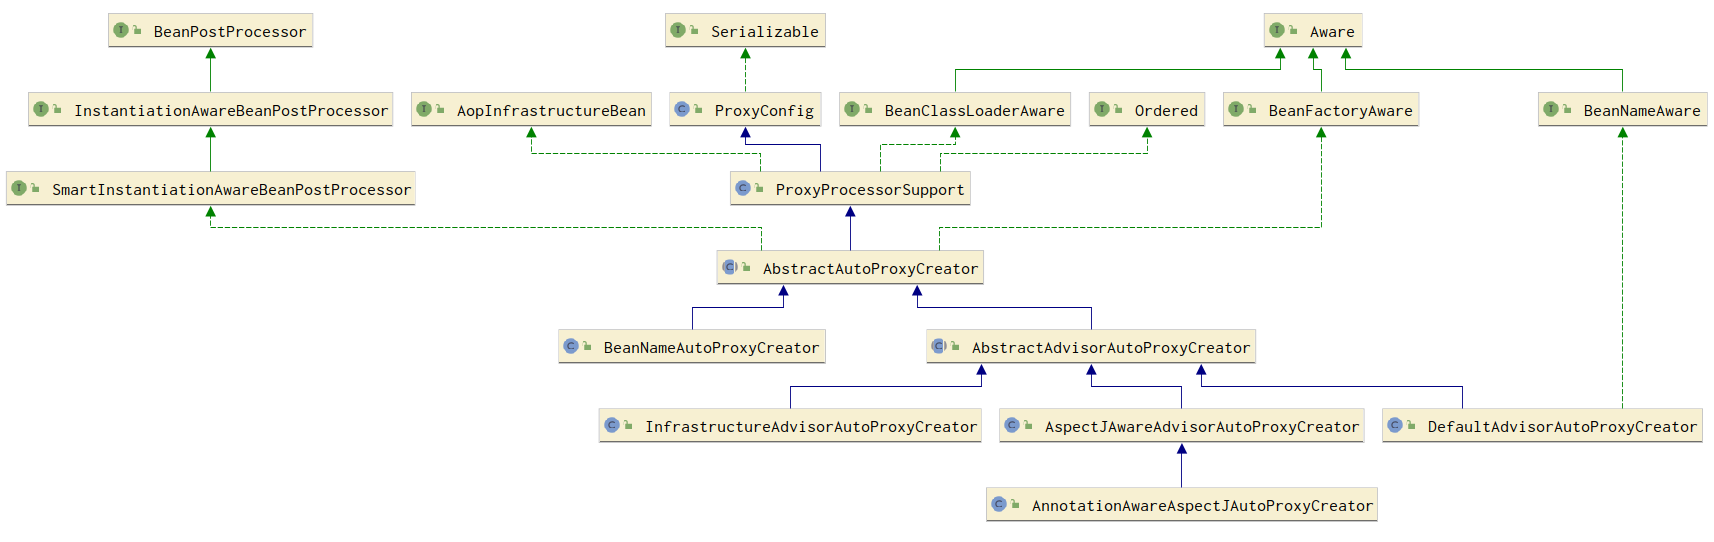 BeanPostProcessor
Serializable
Aware
InstantiationAwareBeanPostProcessor
AopInfrastructureBean
ProxyConfig
BeanClassLoaderAware
Ordered
BeanFactoryAware
BeanNameAware
SmartInstantiationAwareBeanPostProcessor
ProxyProcessorSupport
AbstractAutoProxyCreator
BeanNameAutoProxyCreator
AbstractAdvisorAutoProxyCreator
InfrastructureAdvisorAutoProxyCreator
AspectJAwareAdvisorAutoProxyCreator
DefaultAdvisorAutoProxyCreator
AnnotationAwareAspectJAutoProxyCreator